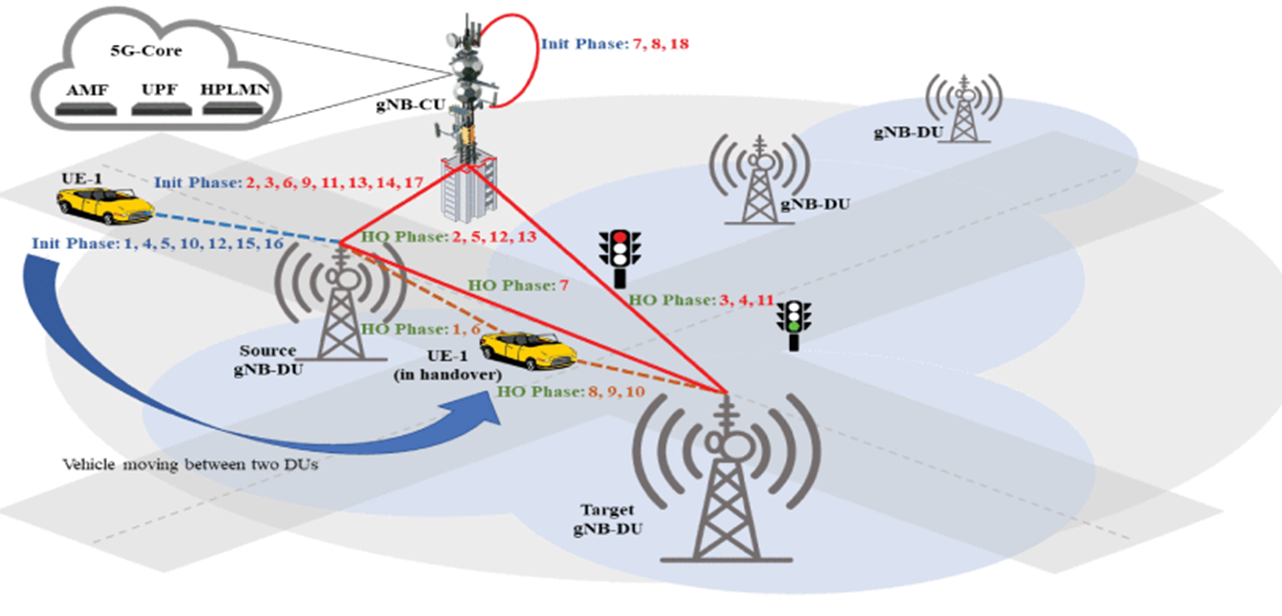 5G-Core
AMF UPF HPLMN
gNB-CU
Init Phase: 7, 8, 18
gNB-DU
gNB-DU
UE-1
Init Phase: 2, 3, 6, 9, 11, 13, 14, 17
Init Phase: 1, 4, 5, 10, 12, 15, 16
HO Phase: 2, 5, 12, 13
HO Phase: 7
HO Phase: 3, 4, 11
HO Phase: 1, 6
Source
gNB-DU
UE-1
(in handover)
HO Phase: 8, 9, 10
Vehicle moving between two DUs
Target
gNB-DU